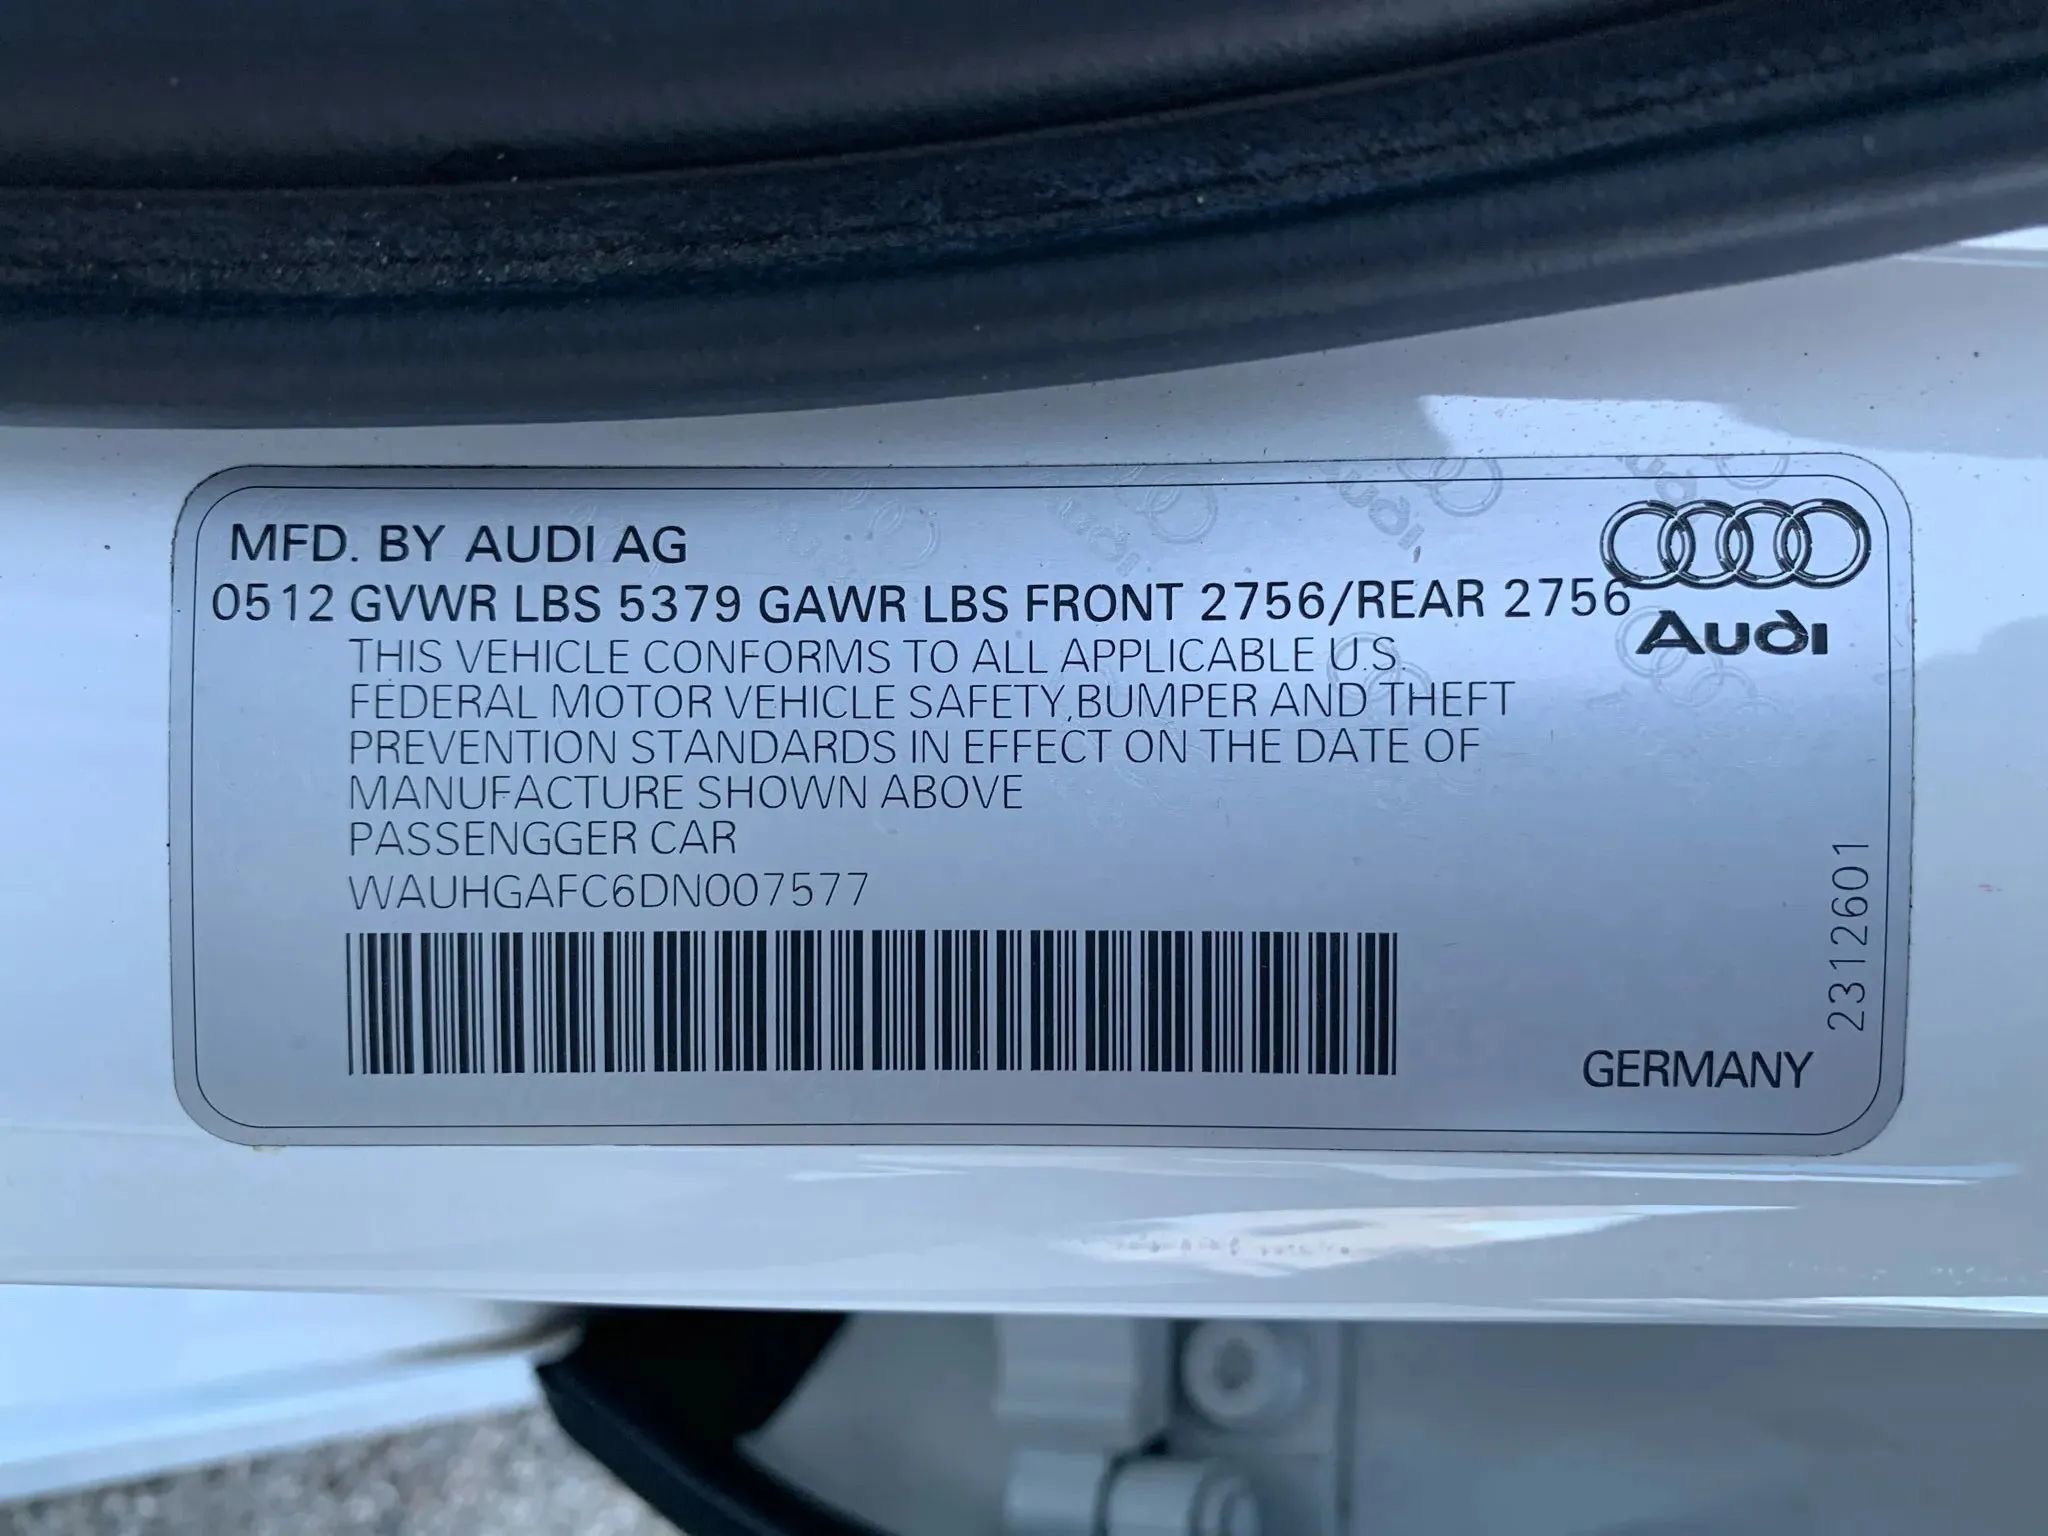 MFD. BY AUDI AG
0512 GVWR LBS 5379 GAWR LBS FRONT 2756/REAR 2756
Audi
THIS VEHICLE CONFORMS TO ALL APPLICABLE U.S.
FEDERAL MOTOR VEHICLE SAFETY,BUMPER AND THEFT
PREVENTION STANDARDS IN EFFECT ON THE DATE OF
MANUFACTURE SHOWN ABOVE
PASSENGGER CAR
WAUHGAFC6DN007577
2312601
GERMANY